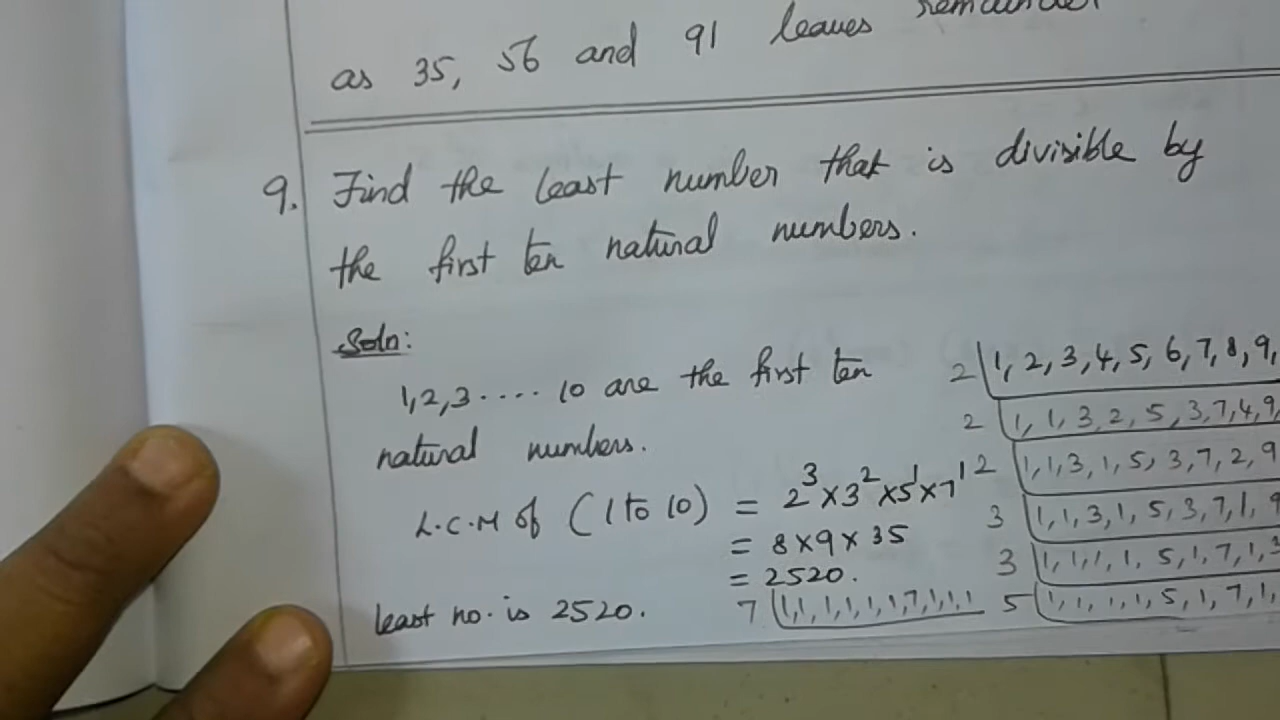 as 35, 56 and 91 leaves remainder
9. Find the least number that is divisible by
the first ten natural numbers.
Soln:
1,2,3.... 10 are the first ten
natural numbers.
L.C.M of (1 to 10) = 2³×3²×5¹×7¹
= 8×9×35
= 2520.
least no. is 2520.
2 1, 2, 3, 4, 5, 6, 7, 8, 9,
2 1, 1, 3, 2, 5, 3, 7, 4, 9,
2 1, 1, 3, 1, 5, 3, 7, 2, 9
3 1, 1, 3, 1, 5, 3, 7, 1, 9
3 1, 1, 1, 1, 5, 1, 7, 1, 3
5 1, 1, 1, 1, 5, 1, 7, 1,
7 1, 1, 1, 1, 1, 1, 7, 1, 1, 1